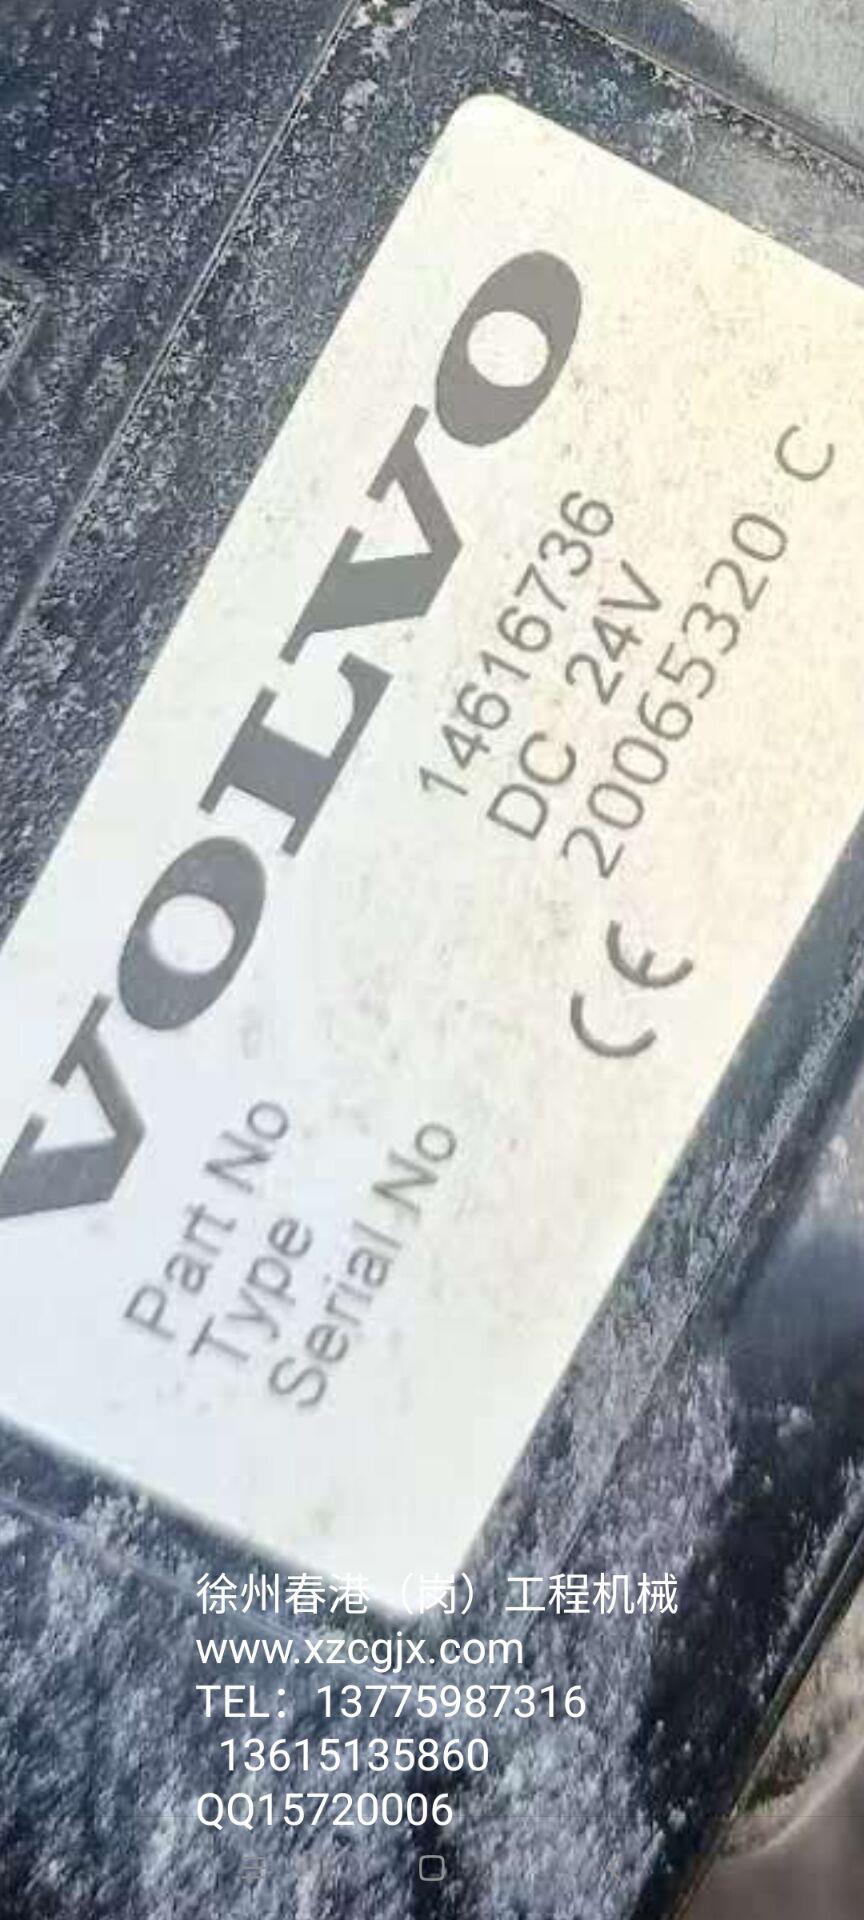 VOLVO
Part No 14616736
Type DC 24V
Serial No CE 20065320 C
徐州春港（岗）工程机械
www.xzcgjx.com
TEL：13775987316
13615135860
QQ15720006